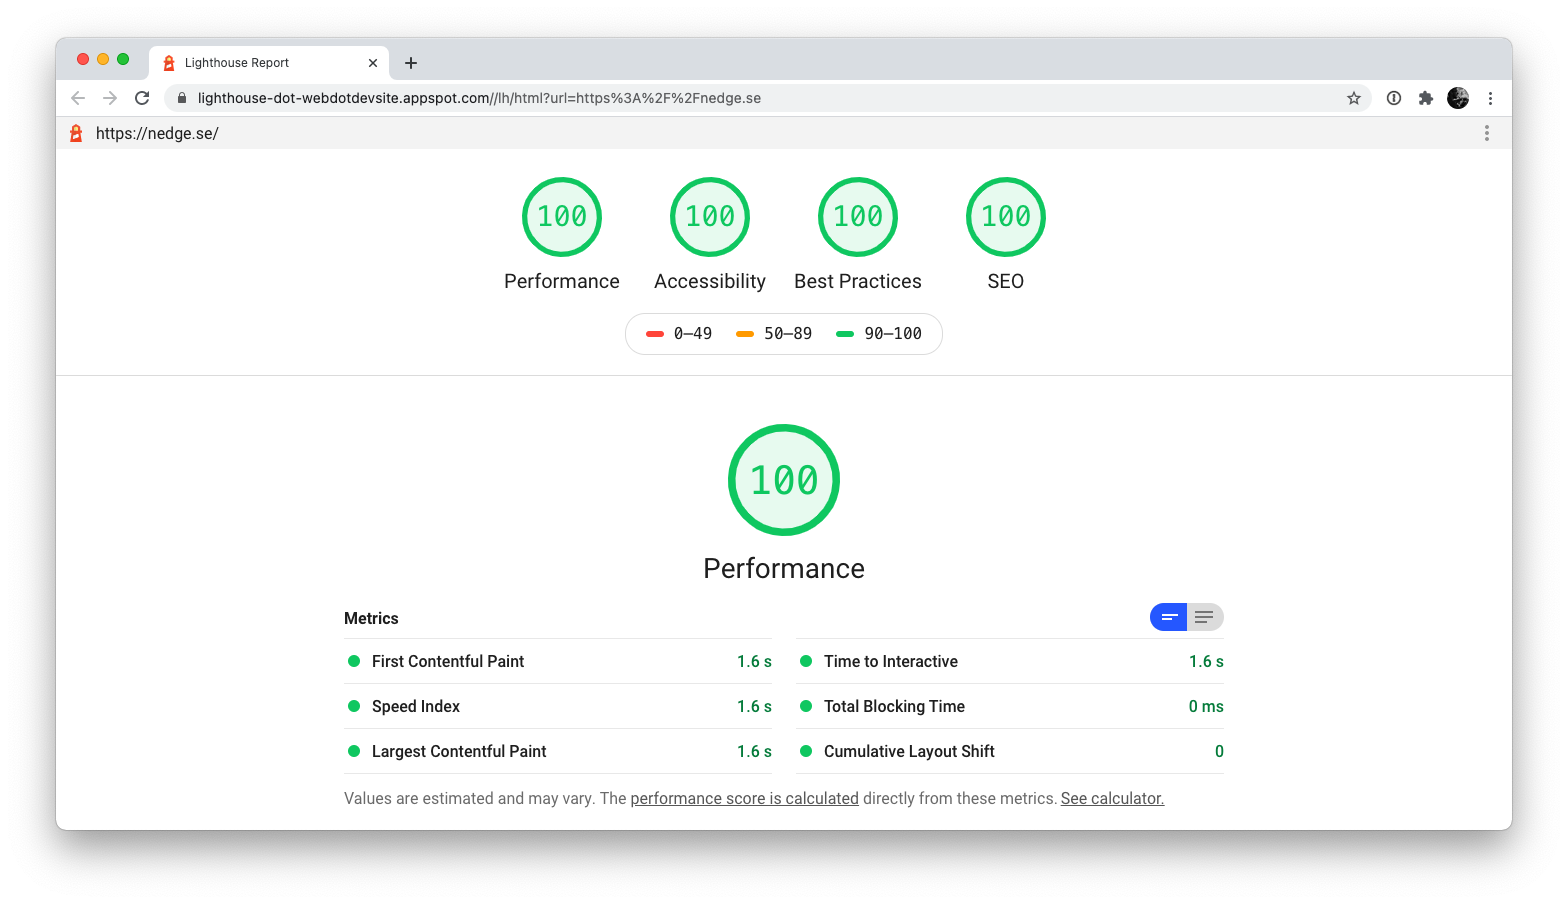 Lighthouse Report
lighthouse-dot-webdotdevsite.appspot.com//lh/html?url=https%3A%2F%2Fnedge.se
https://nedge.se/
100 100 100 100
Performance Accessibility Best Practices SEO
0–49 50–89 90–100
100
Performance
Metrics
First Contentful Paint 1.6 s Time to Interactive 1.6 s
Speed Index 1.6 s Total Blocking Time 0 ms
Largest Contentful Paint 1.6 s Cumulative Layout Shift 0
Values are estimated and may vary. The performance score is calculated directly from these metrics. See calculator.